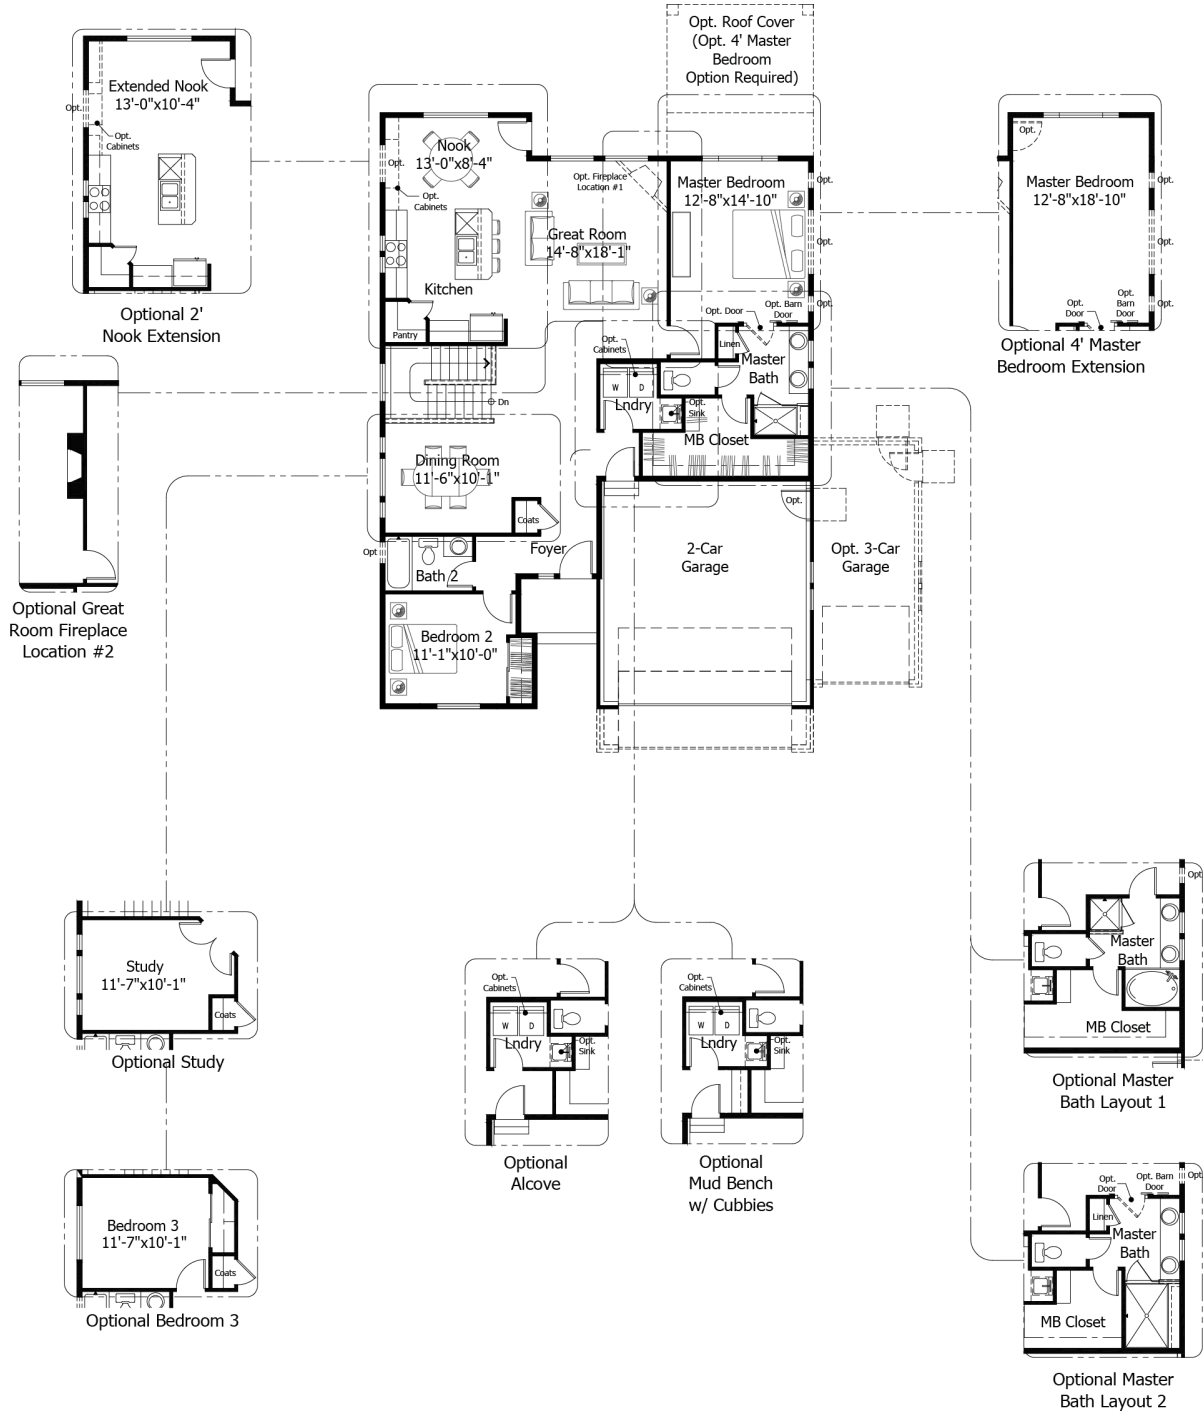 Opt. Roof Cover
(Opt. 4' Master
Bedroom
Option Required)
Extended Nook
13'-0"x10'-4"
Opt.
Opt.
Cabinets
Optional 2'
Nook Extension
Nook
13'-0"x8'-4"
Opt.
Opt.
Cabinets
Kitchen
Pantry
Opt. Fireplace
Location #1
Great Room
14'-8"x18'-1"
Master Bedroom
12'-8"x14'-10"
Opt.
Opt.
Opt.
Opt. Door
Opt. Barn
Door
Opt.
Master Bedroom
12'-8"x18'-10"
Opt.
Opt.
Opt.
Opt.
Door
Opt.
Barn
Door
Optional 4' Master
Bedroom Extension
Opt.
Cabinets
Linen
Master
Bath
W
D
Lndry
Opt.
Sink
MB Closet
Dn
Dining Room
11'-6"x10'-1"
Coats
Foyer
Opt
Bath 2
Bedroom 2
11'-1"x10'-0"
Opt.
2-Car
Garage
Opt. 3-Car
Garage
Optional Great
Room Fireplace
Location #2
Study
11'-7"x10'-1"
Coats
Optional Study
Bedroom 3
11'-7"x10'-1"
Coats
Optional Bedroom 3
Opt.
Cabinets
W
D
Lndry
Opt.
Sink
Optional
Alcove
Opt.
Cabinets
W
D
Lndry
Opt.
Sink
Optional
Mud Bench
w/ Cubbies
Opt
Master
Bath
MB Closet
Optional Master
Bath Layout 1
Opt.
Door
Opt. Barn
Door
Opt
Linen
Master
Bath
MB Closet
Optional Master
Bath Layout 2